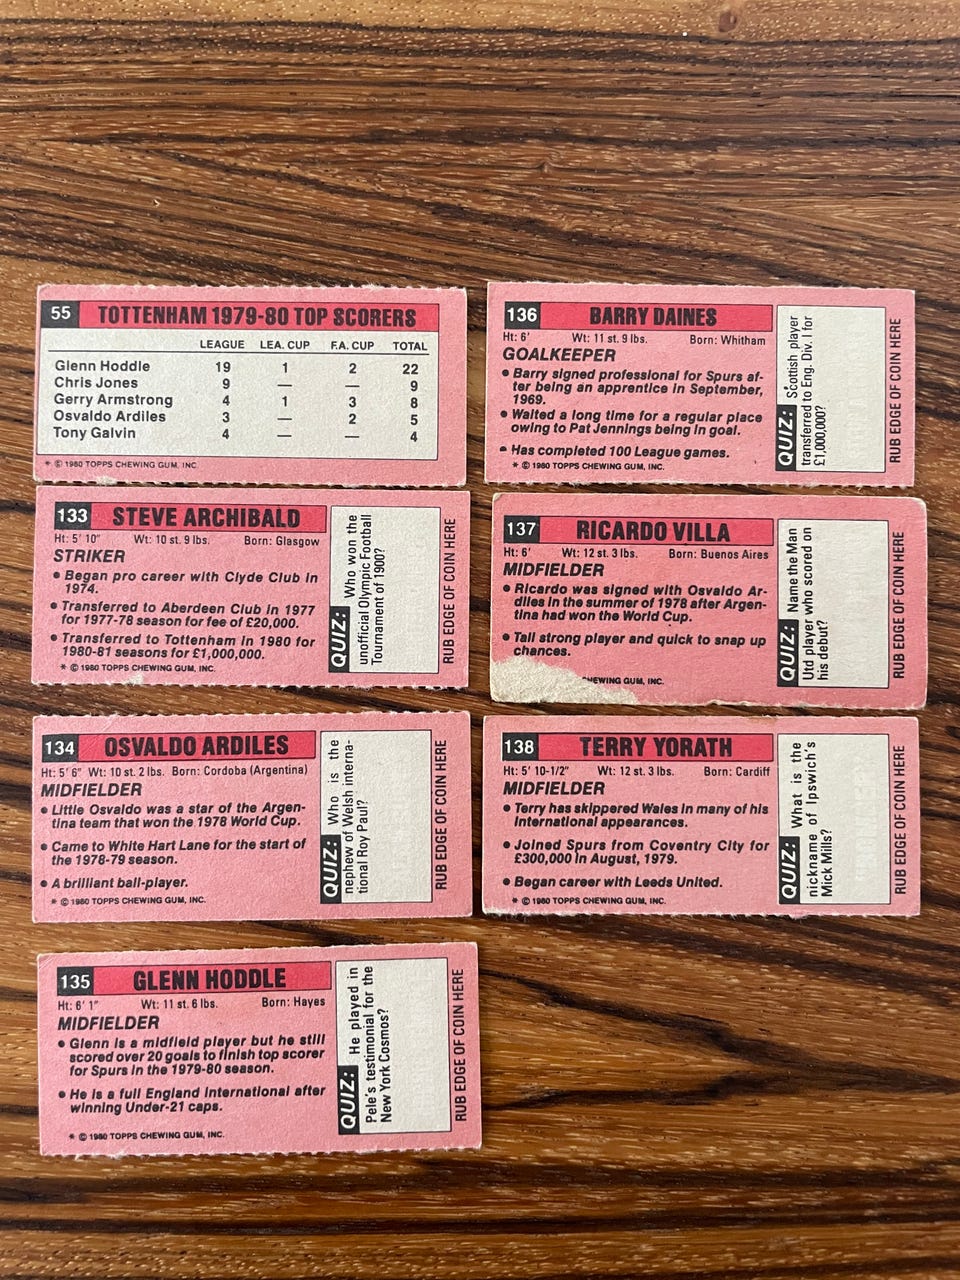 55 TOTTENHAM 1979-80 TOP SCORERS
LEAGUE LEA. CUP F.A. CUP TOTAL
Glenn Hoddle 19 1 2 22
Chris Jones 9 — — 9
Gerry Armstrong 4 1 3 8
Osvaldo Ardiles 3 — 2 5
Tony Galvin 4 — — 4
* © 1980 TOPPS CHEWING GUM, INC.
136 BARRY DAINES
Ht: 6' Wt: 11 st. 9 lbs. Born: Whitham
GOALKEEPER
• Barry signed professional for Spurs af-
ter being an apprentice in September,
1969.
• Waited a long time for a regular place
owing to Pat Jennings being in goal.
• Has completed 100 League games.
* © 1980 TOPPS CHEWING GUM, INC.
QUIZ: Scottish player
transferred to Eng. Div. 1 for
£1,000,000?
RUB EDGE OF COIN HERE
133 STEVE ARCHIBALD
Ht: 5' 10" Wt: 10 st. 9 lbs. Born: Glasgow
STRIKER
• Began pro career with Clyde Club in
1974.
• Transferred to Aberdeen Club in 1977
for 1977-78 season for fee of £20,000.
• Transferred to Tottenham in 1980 for
1980-81 seasons for £1,000,000.
* © 1980 TOPPS CHEWING GUM, INC.
QUIZ: Who won the
unofficial Olympic Football
Tournament of 1900?
RUB EDGE OF COIN HERE
137 RICARDO VILLA
Ht: 6' Wt: 12 st. 3 lbs. Born: Buenos Aires
MIDFIELDER
• Ricardo was signed with Osvaldo Ar-
diles in the summer of 1978 after Argen-
tina had won the World Cup.
• Tall strong player and quick to snap up
chances.
HEWING GUM, INC.
QUIZ: Name the Man
Utd player who scored on
his debut?
RUB EDGE OF COIN HERE
134 OSVALDO ARDILES
Ht: 5' 6" Wt: 10 st. 2 lbs. Born: Cordoba (Argentina)
MIDFIELDER
• Little Osvaldo was a star of the Argen-
tina team that won the 1978 World Cup.
• Came to White Hart Lane for the start of
the 1978-79 season.
• A brilliant ball-player.
* © 1980 TOPPS CHEWING GUM, INC.
QUIZ: Who is the
nephew of Welsh interna-
tional Roy Paul?
RUB EDGE OF COIN HERE
138 TERRY YORATH
Ht: 5' 10-1/2" Wt: 12 st. 3 lbs. Born: Cardiff
MIDFIELDER
• Terry has skippered Wales in many of his
International appearances.
• Joined Spurs from Coventry City for
£300,000 in August, 1979.
• Began career with Leeds United.
* © 1980 TOPPS CHEWING GUM, INC.
QUIZ: What is the
nickname of Ipswich's
Mick Mills?
RUB EDGE OF COIN HERE
135 GLENN HODDLE
Ht: 6' 1" Wt: 11 st. 6 lbs. Born: Hayes
MIDFIELDER
• Glenn is a midfield player but he still
scored over 20 goals to finish top scorer
for Spurs in the 1979-80 season.
• He is a full England International after
winning Under-21 caps.
* © 1980 TOPPS CHEWING GUM, INC.
QUIZ: He played in
Pele's testimonial for the
New York Cosmos?
RUB EDGE OF COIN HERE